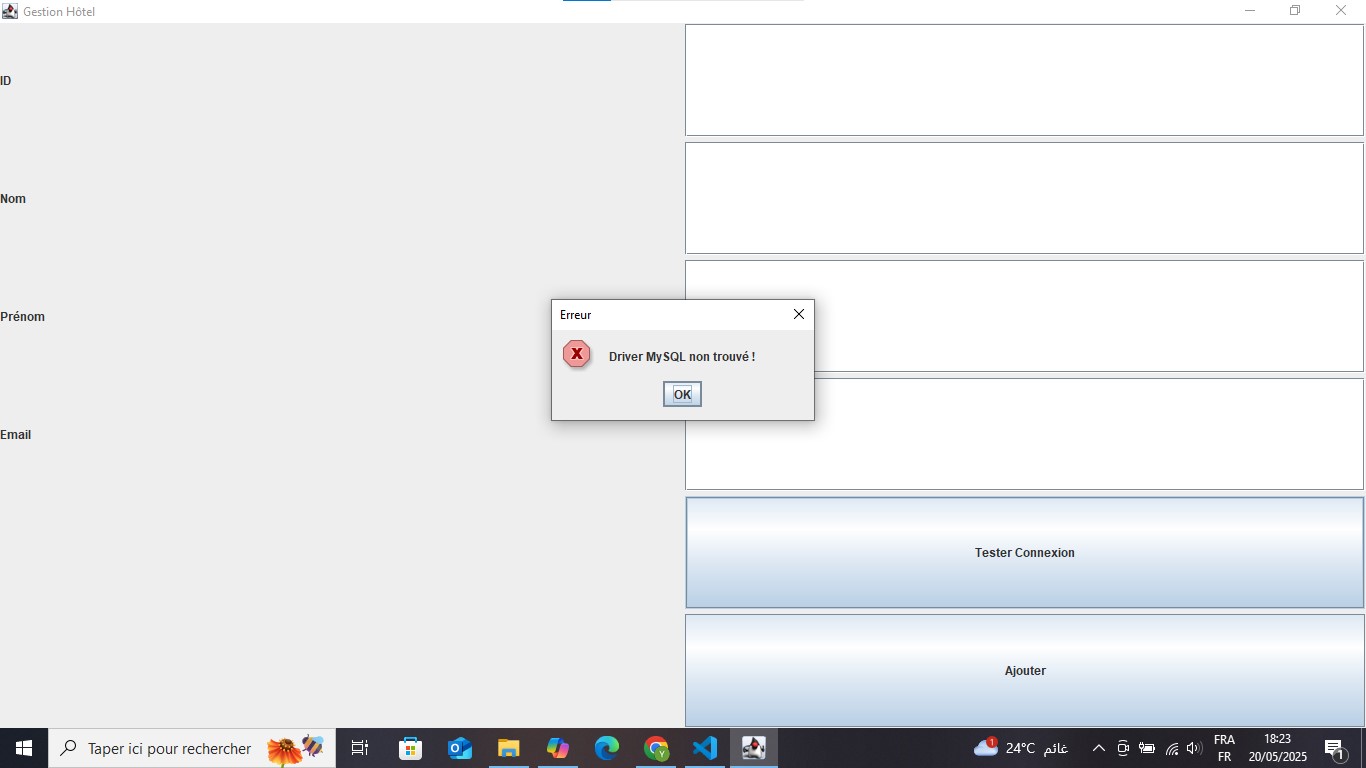 Gestion Hôtel
ID
Nom
Prénom
Erreur
Driver MySQL non trouvé !
OK
Email
Tester Connexion
Ajouter
Taper ici pour rechercher
1
24°C غائم
FRA
FR
18:23
20/05/2025
1